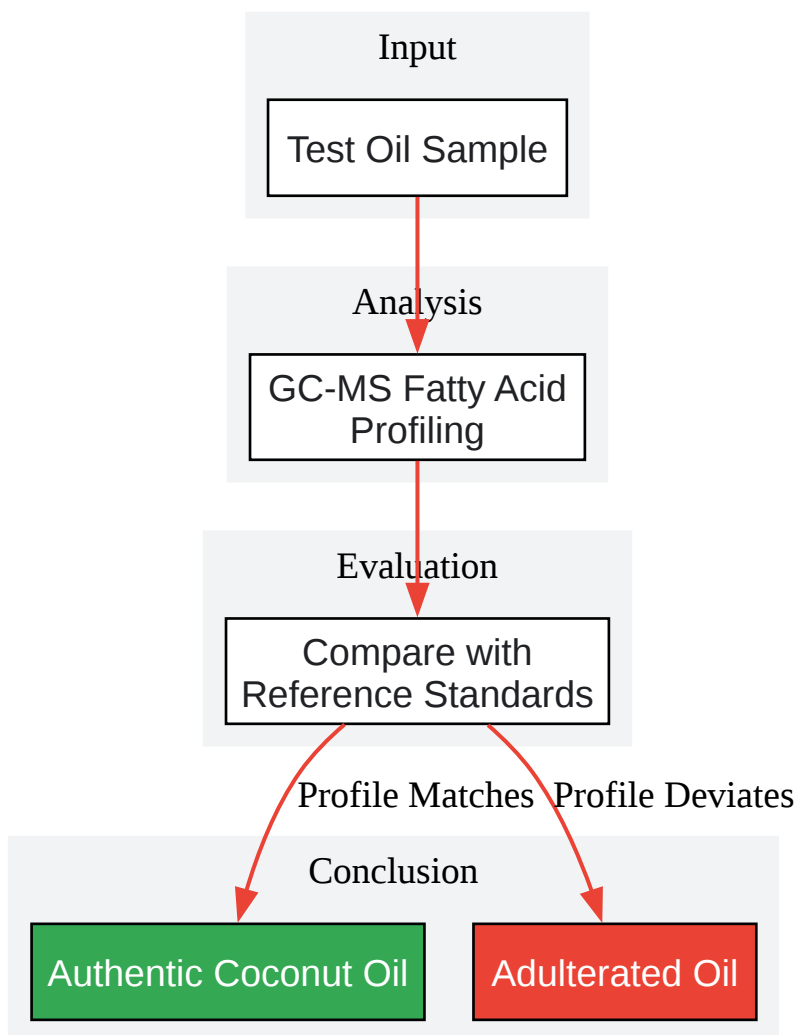 Input
Test Oil Sample
Analysis
GC-MS Fatty Acid
Profiling
Evaluation
Compare with
Reference Standards
Profile Matches
Profile Deviates
Conclusion
Authentic Coconut Oil
Adulterated Oil